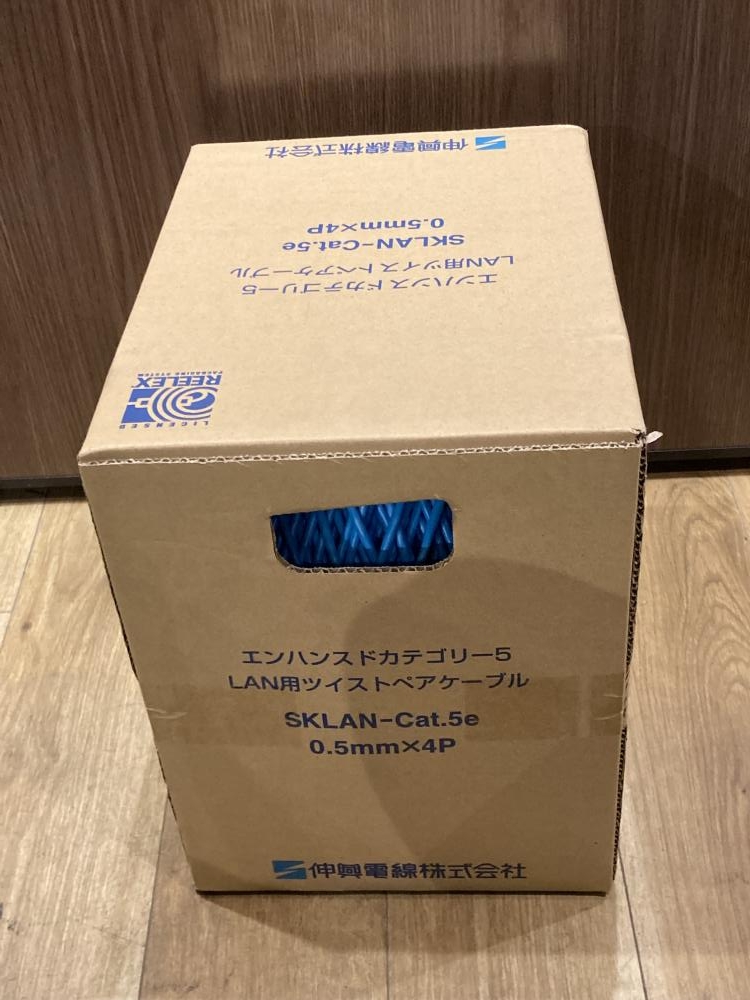 伸興電線株式会社
0.5mm×4P
SKLAN-Cat.5e
LAN用ツイストペアケーブル
エンハンスドカテゴリー5
PACKAGING SYSTEM
REELEX
LICENSED
エンハンスドカテゴリー5
LAN用ツイストペアケーブル
SKLAN-Cat.5e
0.5mm×4P
伸興電線株式会社